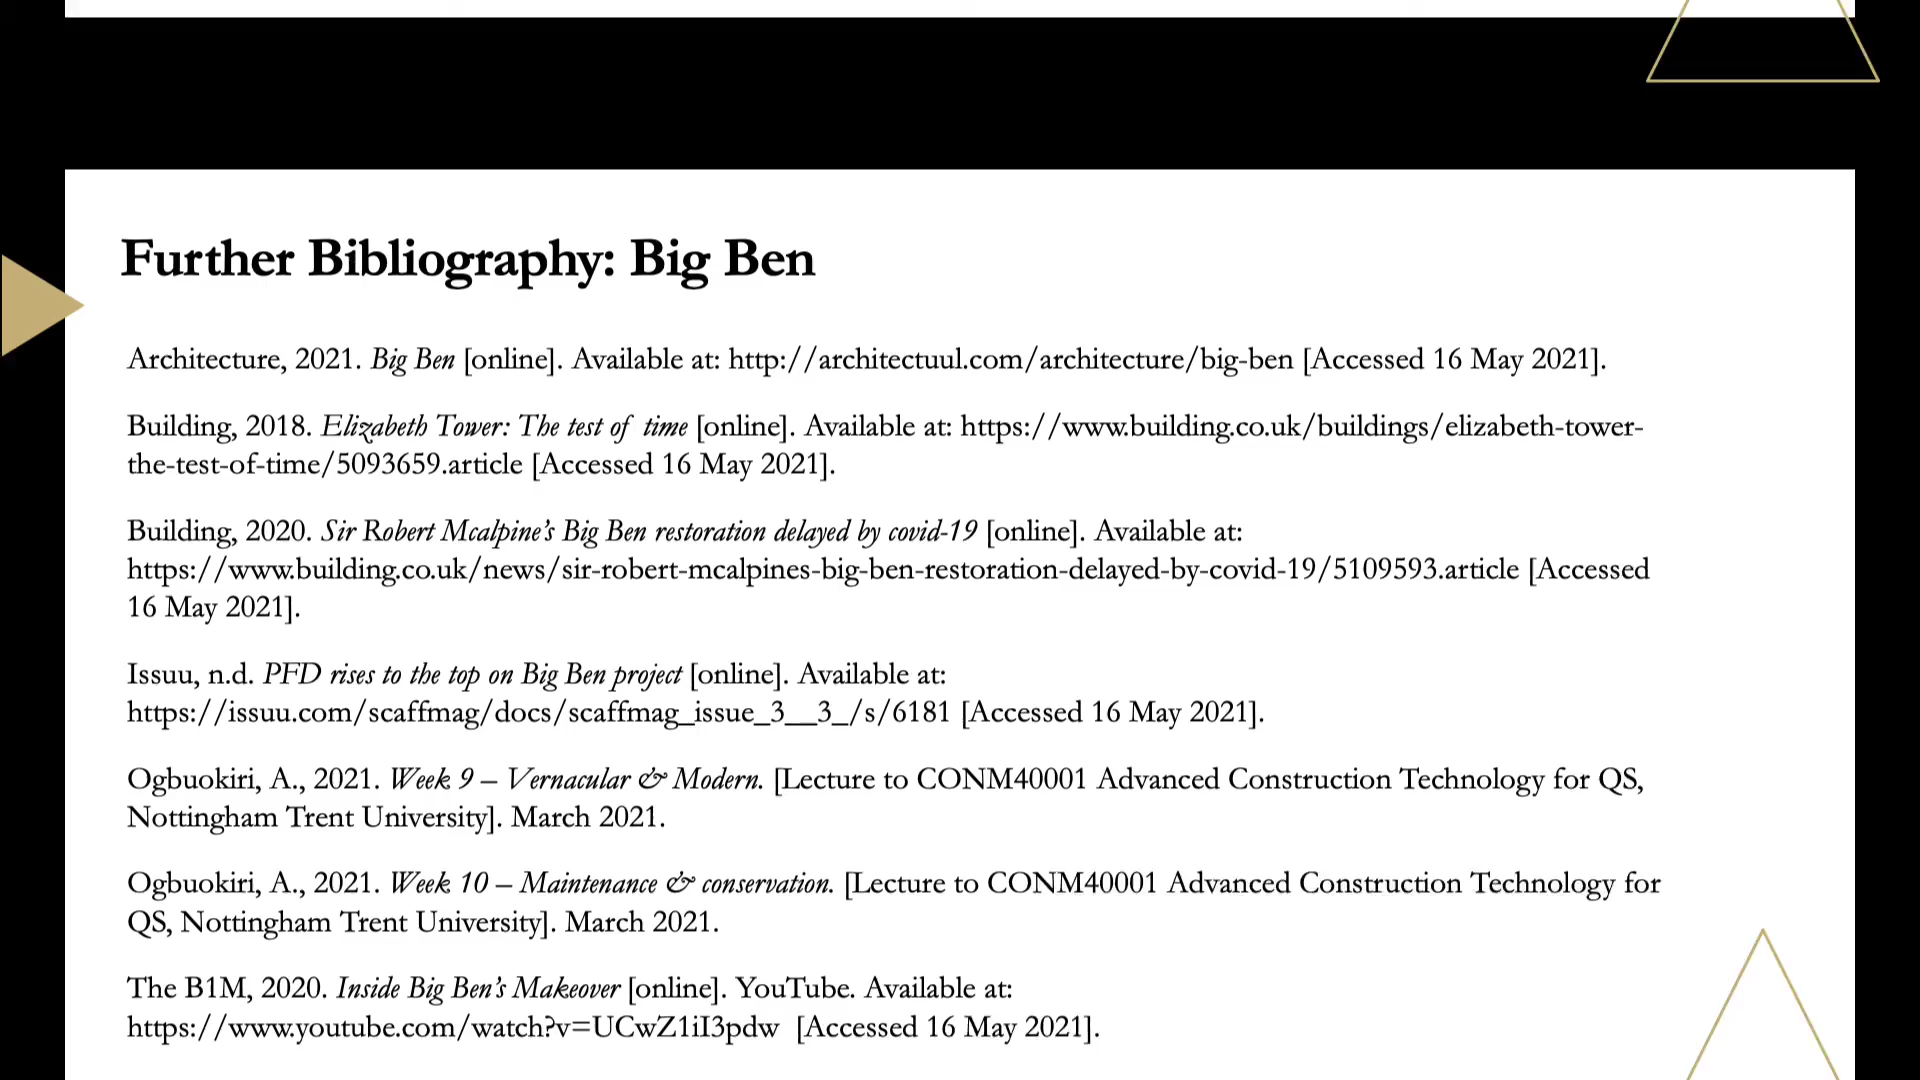 Further Bibliography: Big Ben
Architecture, 2021. Big Ben [online]. Available at: http://architectuul.com/architecture/big-ben [Accessed 16 May 2021].
Building, 2018. Elizabeth Tower: The test of time [online]. Available at: https://www.building.co.uk/buildings/elizabeth-tower-
the-test-of-time/5093659.article [Accessed 16 May 2021].
Building, 2020. Sir Robert Mcalpine’s Big Ben restoration delayed by covid-19 [online]. Available at:
https://www.building.co.uk/news/sir-robert-mcalpines-big-ben-restoration-delayed-by-covid-19/5109593.article [Accessed
16 May 2021].
Issuu, n.d. PFD rises to the top on Big Ben project [online]. Available at:
https://issuu.com/scaffmag/docs/scaffmag_issue_3__3_/s/6181 [Accessed 16 May 2021].
Ogbuokiri, A., 2021. Week 9 – Vernacular & Modern. [Lecture to CONM40001 Advanced Construction Technology for QS,
Nottingham Trent University]. March 2021.
Ogbuokiri, A., 2021. Week 10 – Maintenance & conservation. [Lecture to CONM40001 Advanced Construction Technology for
QS, Nottingham Trent University]. March 2021.
The B1M, 2020. Inside Big Ben’s Makeover [online]. YouTube. Available at:
https://www.youtube.com/watch?v=UCwZ1iI3pdw [Accessed 16 May 2021].